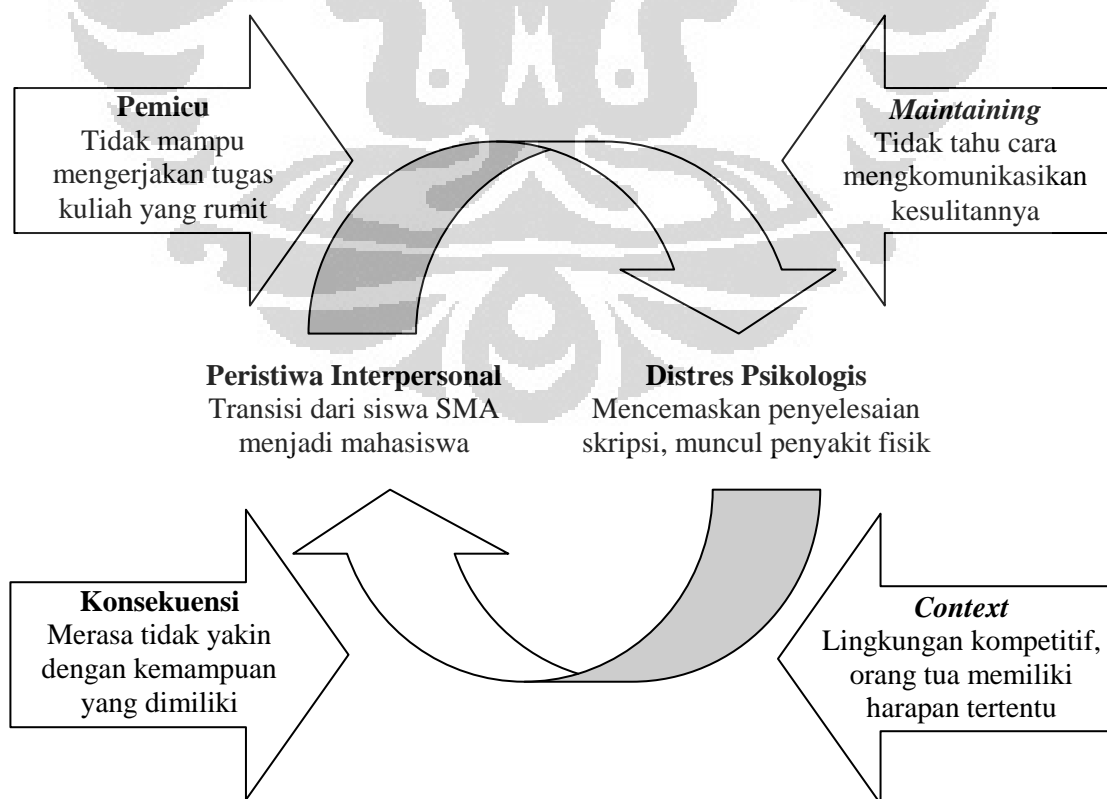 Pemicu
Tidak mampu
mengerjakan tugas
kuliah yang rumit
Maintaining
Tidak tahu cara
mengkomunikasikan
kesulitannya
Peristiwa Interpersonal
Transisi dari siswa SMA
menjadi mahasiswa
Distres Psikologis
Mencemaskan penyelesaian
skripsi, muncul penyakit fisik
Konsekuensi
Merasa tidak yakin
dengan kemampuan
yang dimiliki
Context
Lingkungan kompetitif,
orang tua memiliki
harapan tertentu